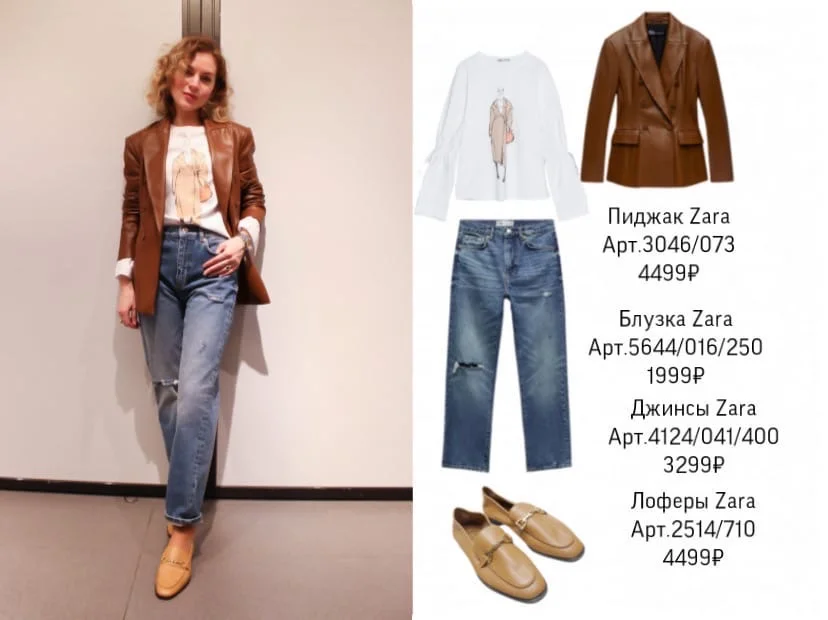 Пиджак Zara
Арт.3046/073
4499₽
Блузка Zara
Арт.5644/016/250
1999₽
Джинсы Zara
Арт.4124/041/400
3299₽
Лоферы Zara
Арт.2514/710
4499₽